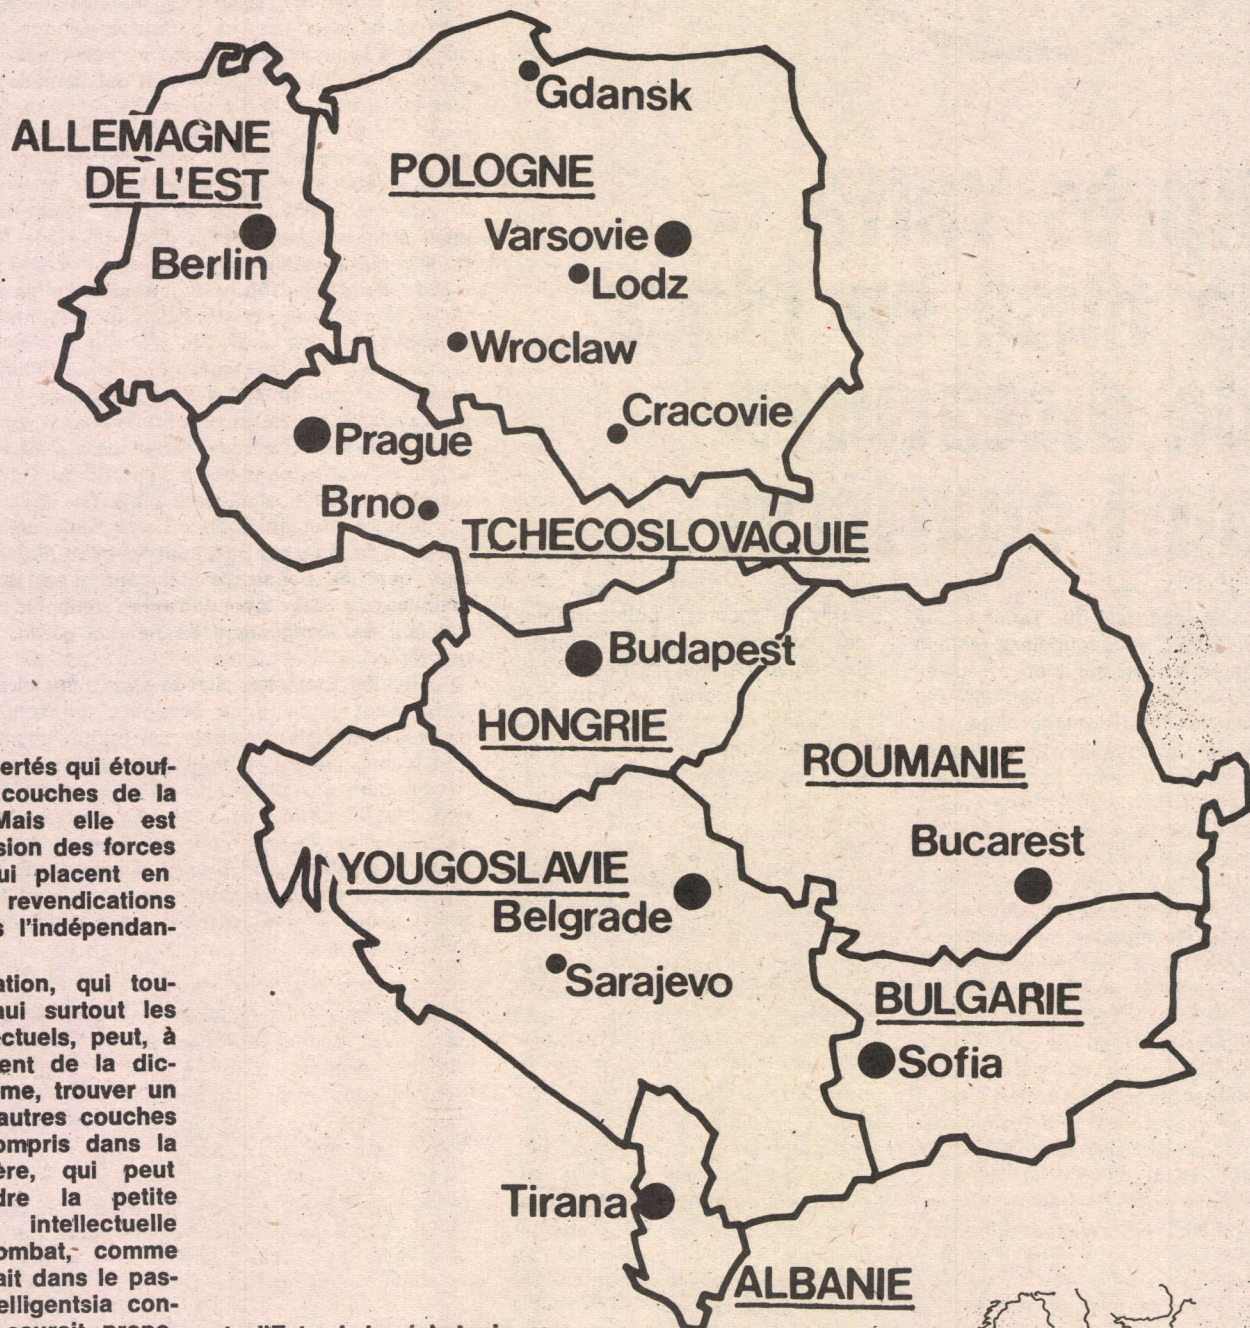 Gdansk
ALLEMAGNE
DE L'EST
POLOGNE
Varsovie
Berlin
Lodz
Wroclaw
Cracovie
Prague
Brno
TCHECOSLOVAQUIE
Budapest
HONGRIE
ROUMANIE
Bucarest
YOUGOSLAVIE
Belgrade
Sarajevo
BULGARIE
Sofia
Tirana
ALBANIE
ertés qui étouf-
couches de la
Mais elle est
sion des forces
ui placent en
revendications
s l'indépendan-
ation, qui tou-
hui surtout les
ectuels, peut, à
ent de la dic-
me, trouver un
autres couches
ompris dans la
ère, qui peut
dre la petite
intellectuelle
ombat, comme
ait dans le pas-
elligentsia con-